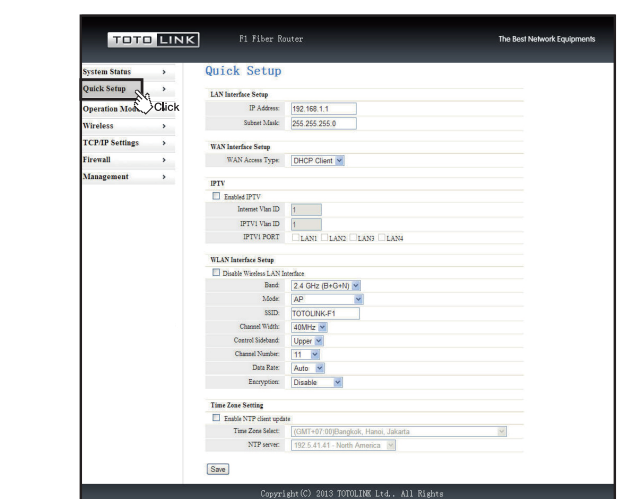 TOTO LINK F1 Fiber Router The Best Network Equipments
System Status
Quick Setup
Click
Wireless
TCP/IP Settings
Firewall
Management
Quick Setup
LAN Interface Setup
IP Address: 192.168.1.1
Subnet Mask: 255.255.255.0
WAN Interface Setup
WAN Access Type: DHCP Client
IPTV
Enabled IPTV
Internet Vlan ID 1
IPTV1 Vlan ID 1
IPTV1 PORT LAN1 LAN2 LAN3 LAN4
WLAN Interface Setup
Disable Wireless LAN Interface
Band: 2.4 GHz (B+G+N)
Mode: AP
SSID: TOTOLINK-F1
Channel Width: 40MHz
Control Sideband: Upper
Channel Number: 11
Data Rate: Auto
Encryption: Disable
Time Zone Setting
Enable NTP client update
Time Zone Select: (GMT+07:00)Bangkok, Hanoi, Jakarta
NTP server: 192.5.41.41 - North America
Save
Copyright(C) 2013 TOTOLINK Ltd., All Rights